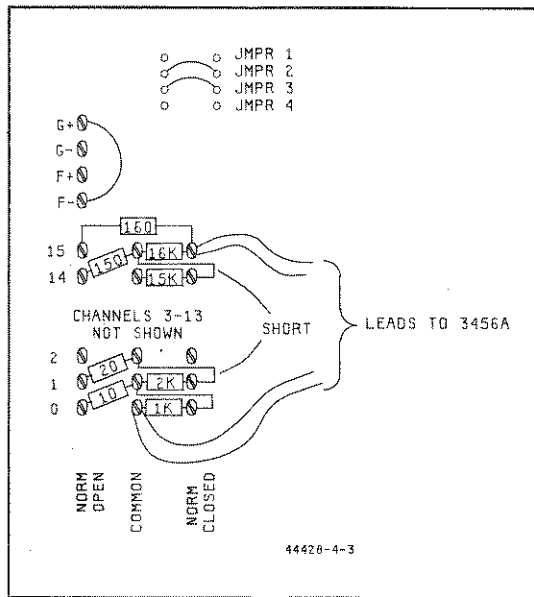 JMPR 1
JMPR 2
JMPR 3
JMPR 4
G+
G-
F+
F-
160
15
150
16K
14
15K
CHANNELS 3-13
NOT SHOWN
SHORT
LEADS TO 3456A
2
20
1
2K
10
0
1K
NORM
OPEN
COMMON
NORM
CLOSED
44428-4-3